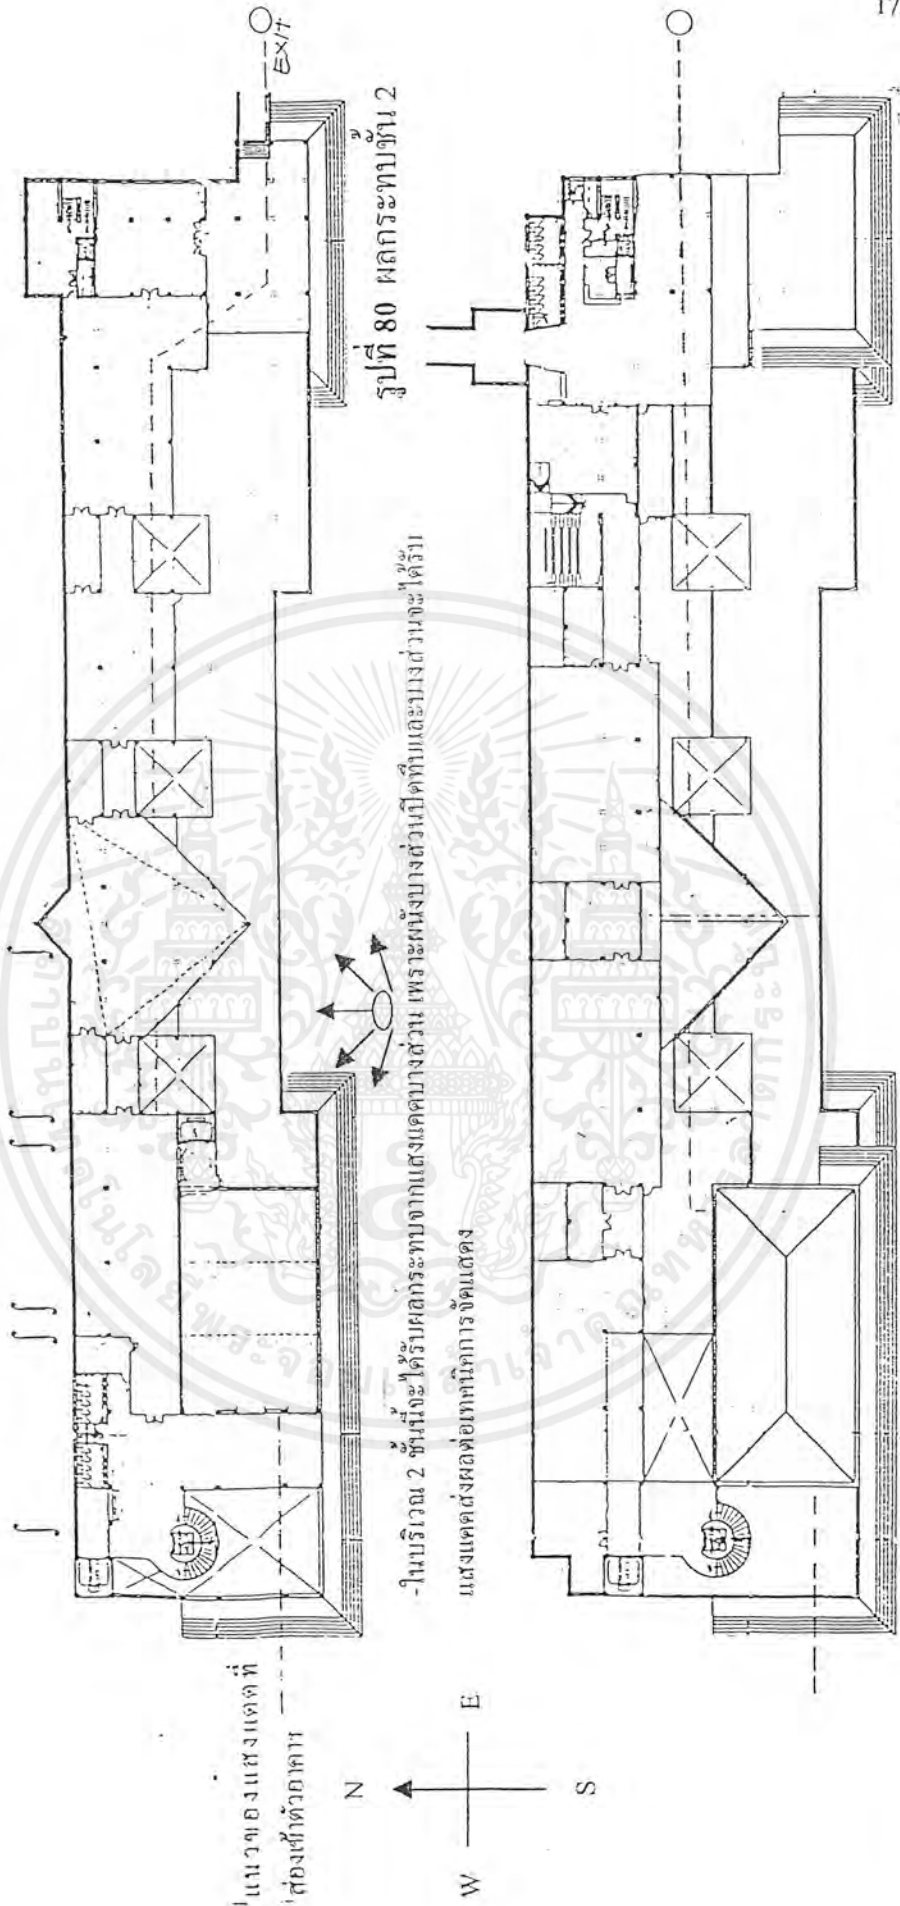 17
EXIT
รูปที่ 80 ผลกระทบชั้น 2
-ในบริเวณ 2 ชั้นนี้จะได้รับผลกระทบจากแสงแดดบางส่วน เพราะผนังบางส่วนปิดทึบและบางส่วนจะได้รับ
แสงแดดส่งผลต่อเทคนิคการจัดแสดง
แนวของแสงแดดที่
ส่องเข้าตัวอาคาร
N
W
E
S